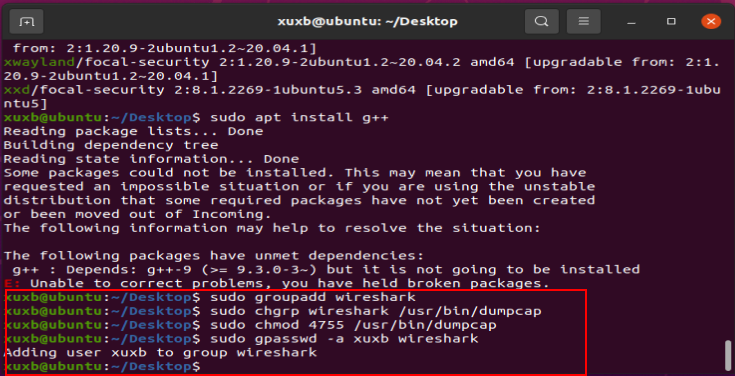 xuxb@ubuntu: ~/Desktop
from: 2:1.20.9-2ubuntu1.2~20.04.1]
xwayland/focal-security 2:1.20.9-2ubuntu1.2~20.04.2 amd64 [upgradable from: 2:1.
20.9-2ubuntu1.2~20.04.1]
xxd/focal-security 2:8.1.2269-1ubuntu5.3 amd64 [upgradable from: 2:8.1.2269-1ubu
ntu5]
xuxb@ubuntu:~/Desktop$ sudo apt install g++
Reading package lists... Done
Building dependency tree
Reading state information... Done
Some packages could not be installed. This may mean that you have
requested an impossible situation or if you are using the unstable
distribution that some required packages have not yet been created
or been moved out of Incoming.
The following information may help to resolve the situation:
The following packages have unmet dependencies:
g++ : Depends: g++-9 (>= 9.3.0-3~) but it is not going to be installed
E: Unable to correct problems, you have held broken packages.
xuxb@ubuntu:~/Desktop$ sudo groupadd wireshark
xuxb@ubuntu:~/Desktop$ sudo chgrp wireshark /usr/bin/dumpcap
xuxb@ubuntu:~/Desktop$ sudo chmod 4755 /usr/bin/dumpcap
xuxb@ubuntu:~/Desktop$ sudo gpasswd -a xuxb wireshark
Adding user xuxb to group wireshark
xuxb@ubuntu:~/Desktop$